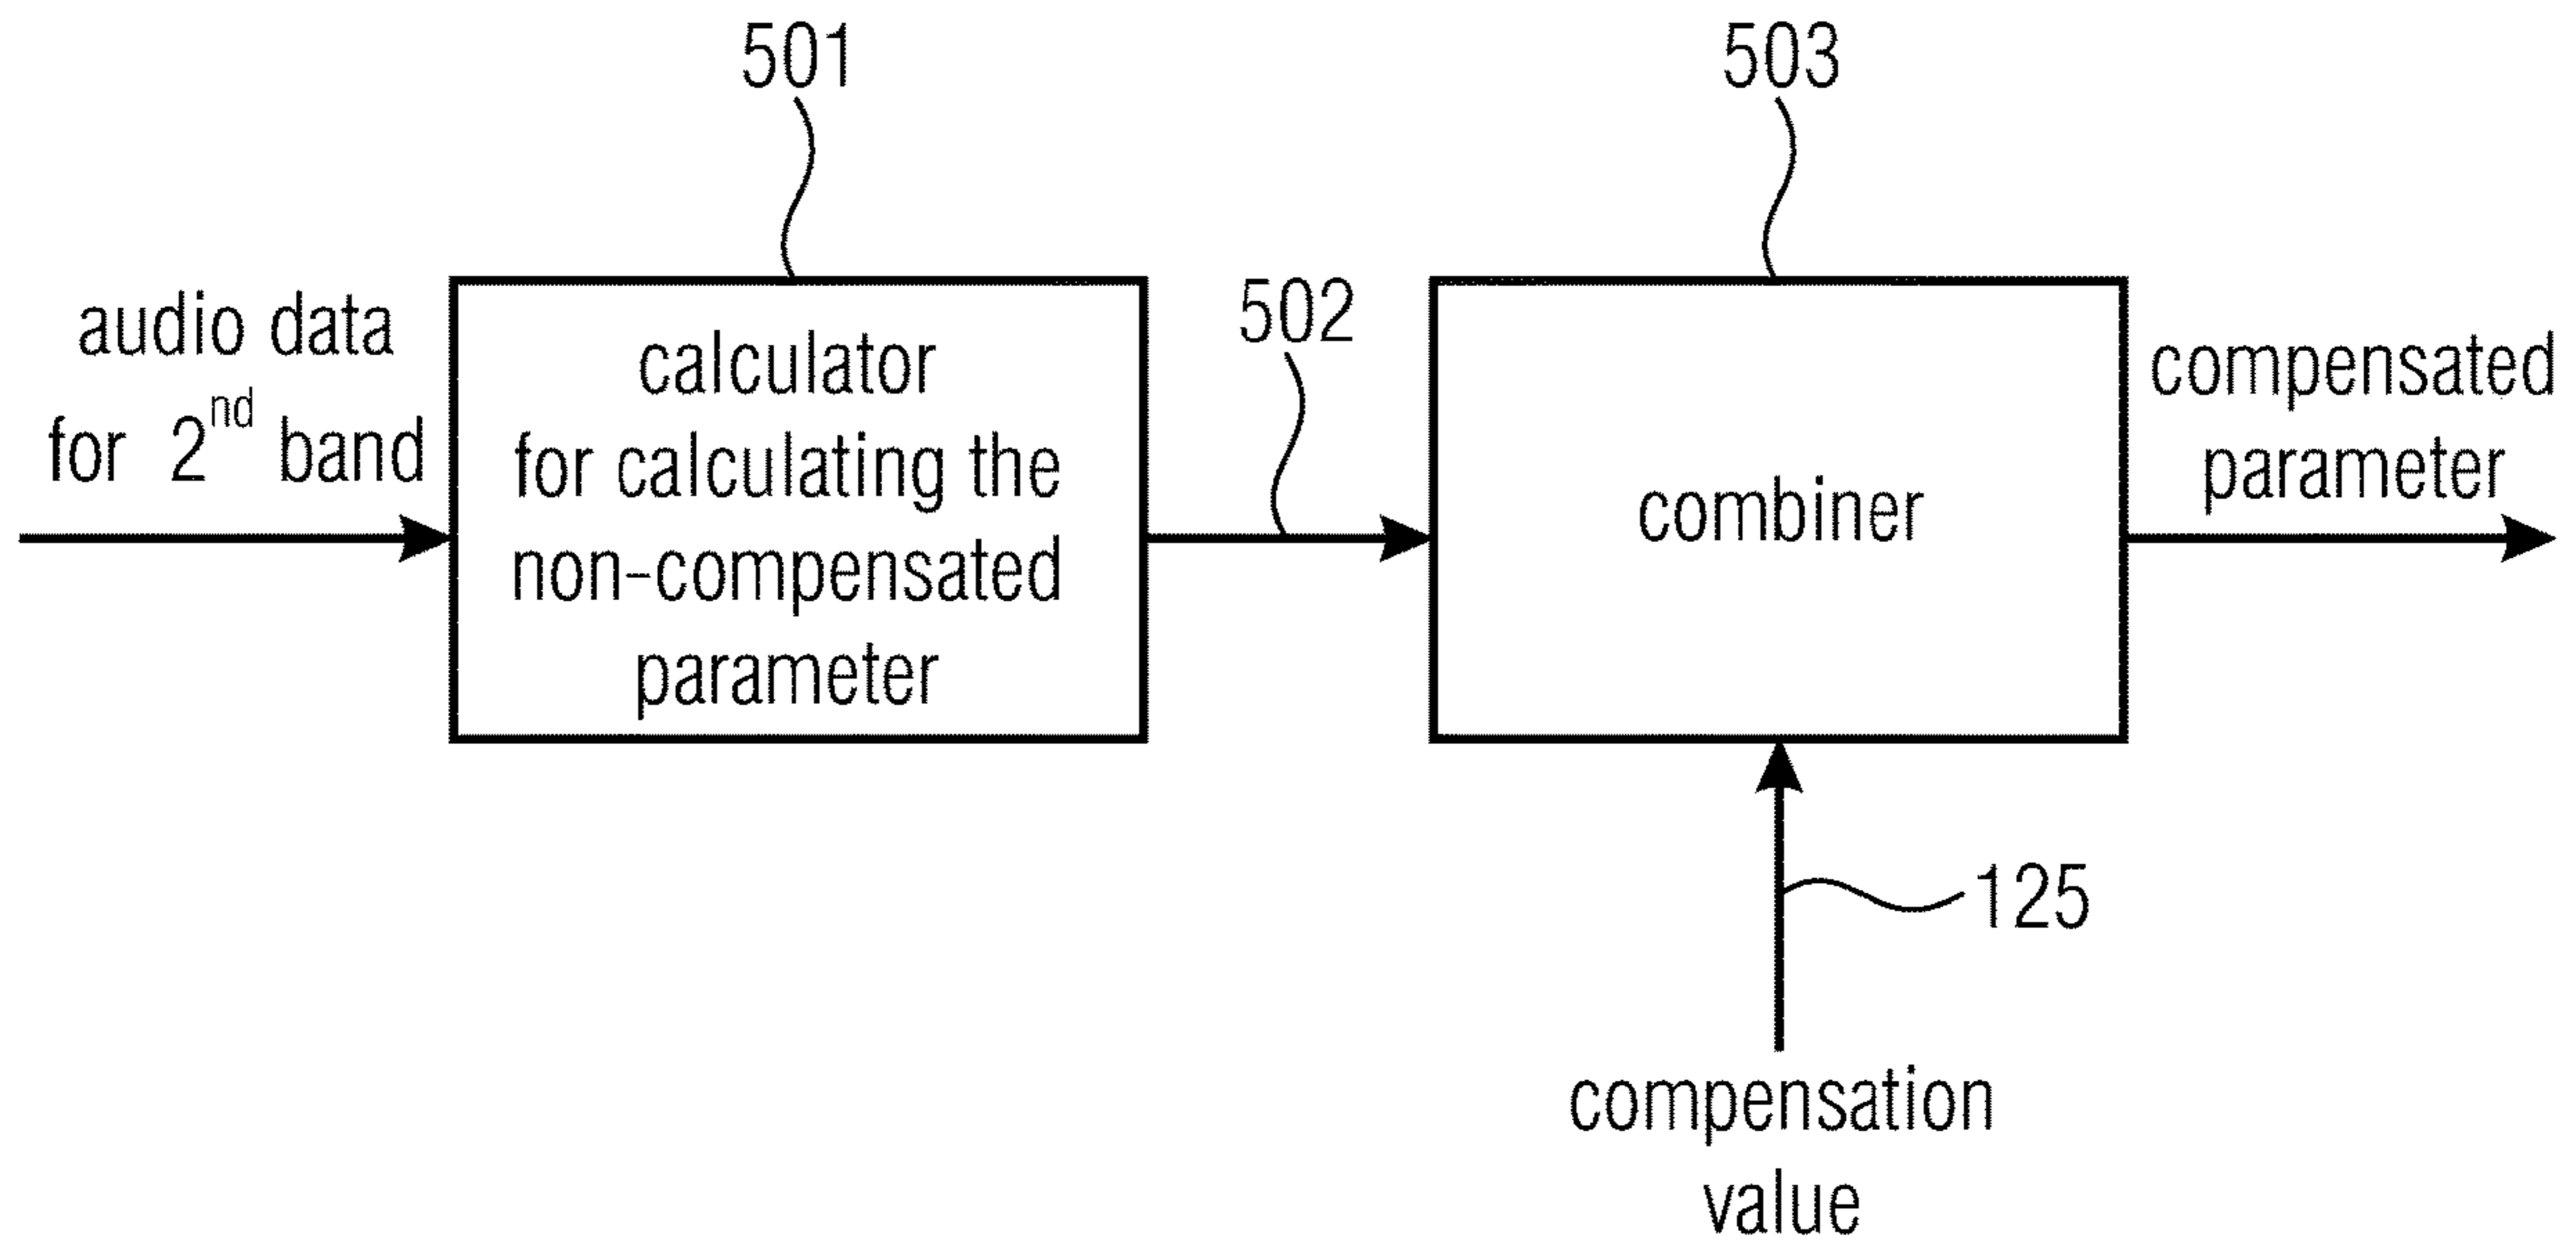 501
503
audio data
for 2nd band
calculator
for calculating the
non-compensated
parameter
502
combiner
compensated
parameter
125
compensation
value